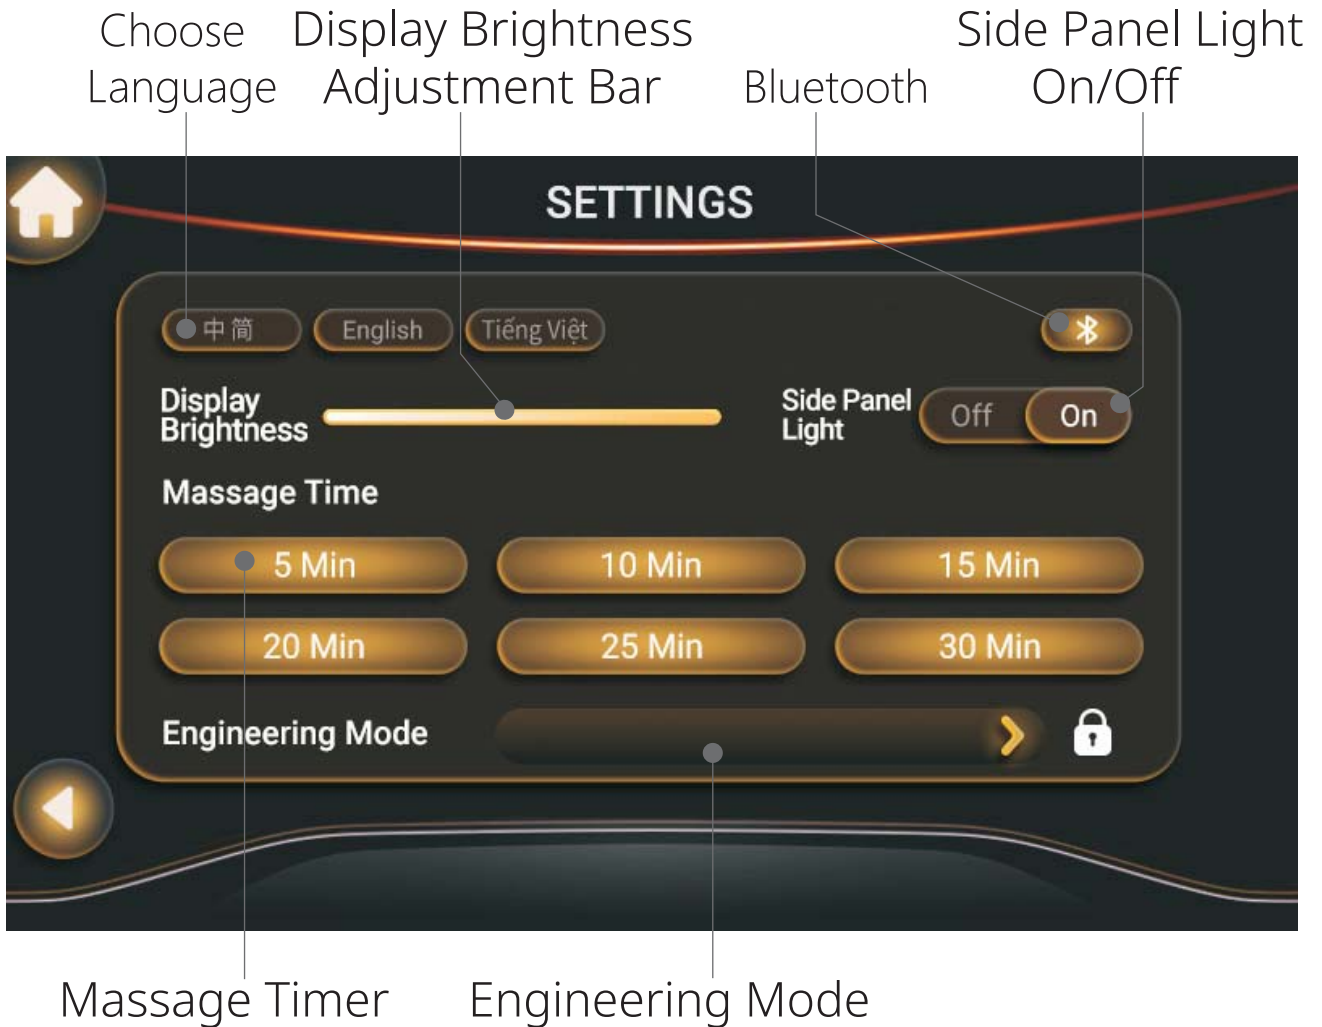 Choose
Language
Display Brightness
Adjustment Bar
Bluetooth
Side Panel Light
On/Off
SETTINGS
中简 English Tiếng Việt
Display
Brightness
Side Panel
Light
Off On
Massage Time
5 Min 10 Min 15 Min
20 Min 25 Min 30 Min
Engineering Mode
Massage Timer Engineering Mode